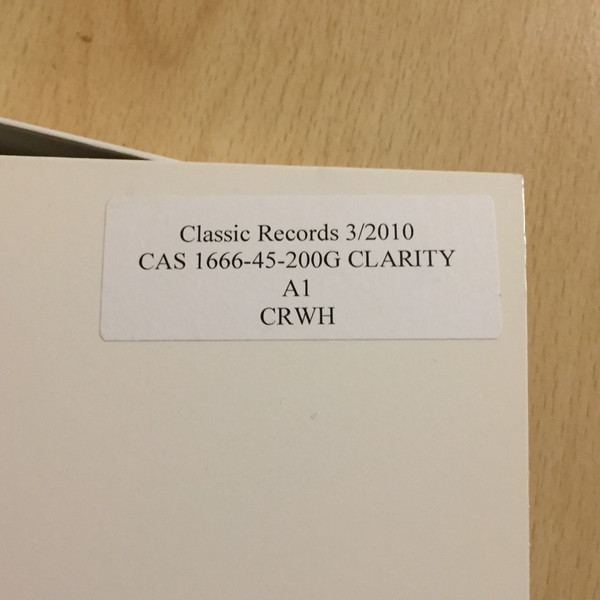 Classic Records 3/2010
CAS 1666-45-200G CLARITY
A1
CRWH